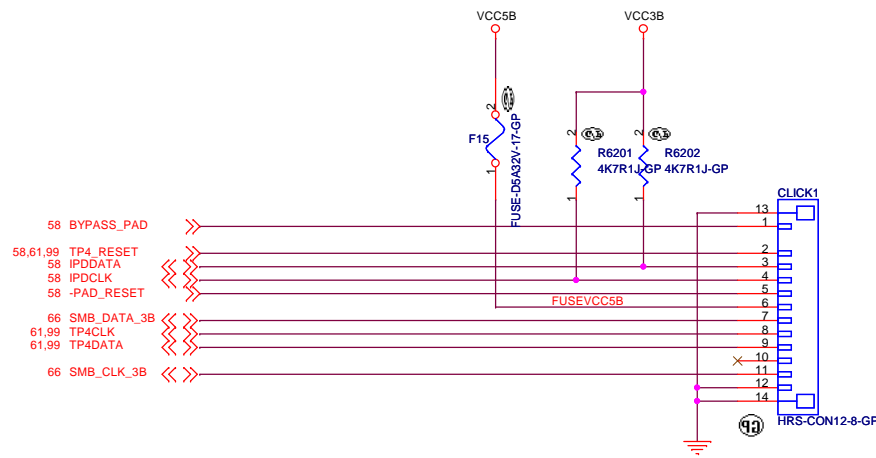 VCC5B
VCC3B
2
F15
1
FUSE-D5A32V-17-GP
2
R6201
4K7R1J-GP
1
2
R6202
4K7R1J-GP
1
CLICK1
13
58 BYPASS_PAD
1
58,61,99 TP4_RESET
2
58 IPDDATA
3
58 IPDCLK
4
58 -PAD_RESET
5
FUSEVCC5B
6
66 SMB_DATA_3B
7
61,99 TP4CLK
8
61,99 TP4DATA
9
10
66 SMB_CLK_3B
11
12
14
HRS-CON12-8-GP
GP